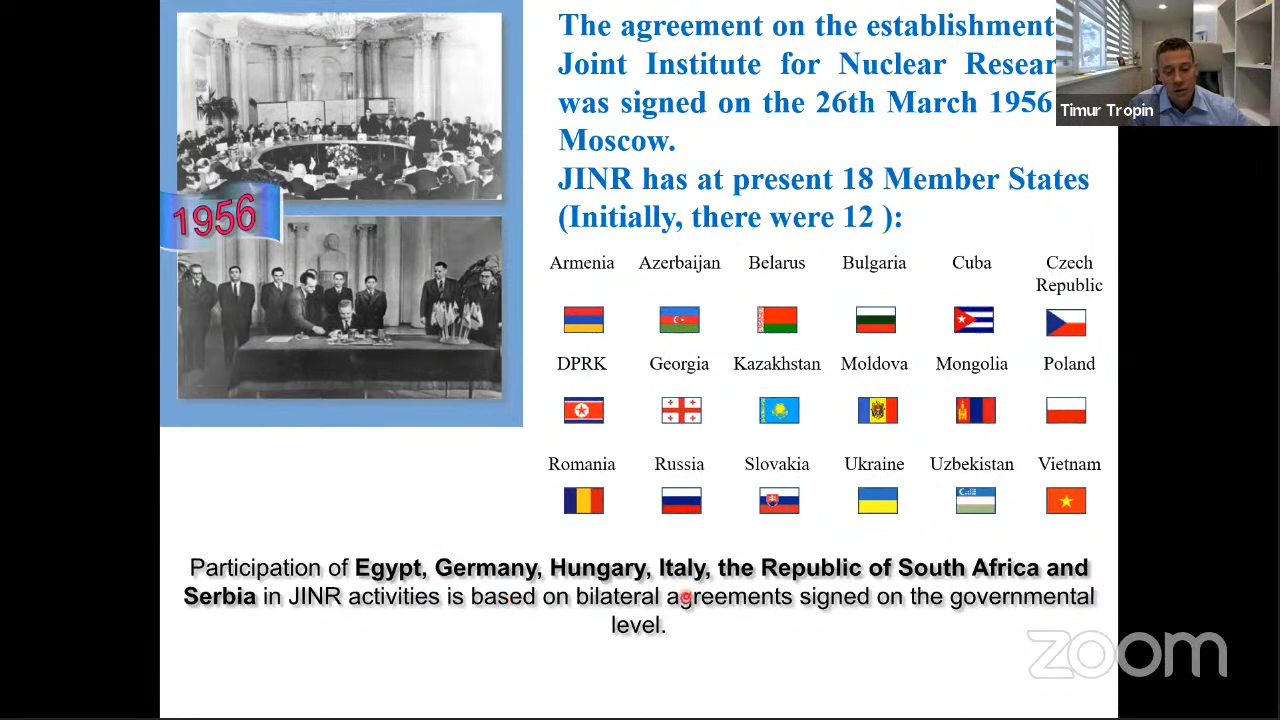 The agreement on the establishment
Joint Institute for Nuclear Resear
was signed on the 26th March 1956
Moscow.
JINR has at present 18 Member States
(Initially, there were 12 ):
Timur Tropin
1956
Armenia Azerbaijan Belarus Bulgaria Cuba Czech
Republic
DPRK Georgia Kazakhstan Moldova Mongolia Poland
Romania Russia Slovakia Ukraine Uzbekistan Vietnam
Participation of Egypt, Germany, Hungary, Italy, the Republic of South Africa and
Serbia in JINR activities is based on bilateral agreements signed on the governmental
level.
zoom